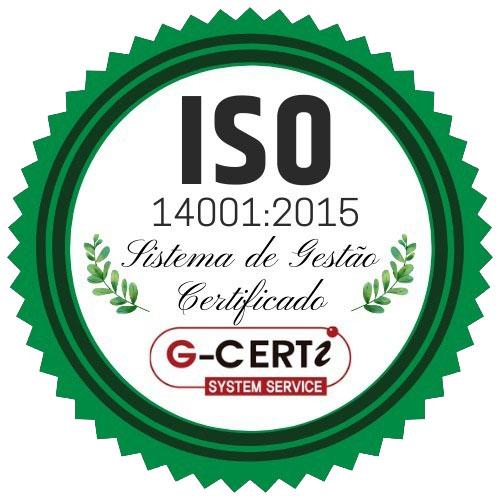 ISO
14001:2015
Sistema de Gestão
Certificado
G-CERTi
SYSTEM SERVICE